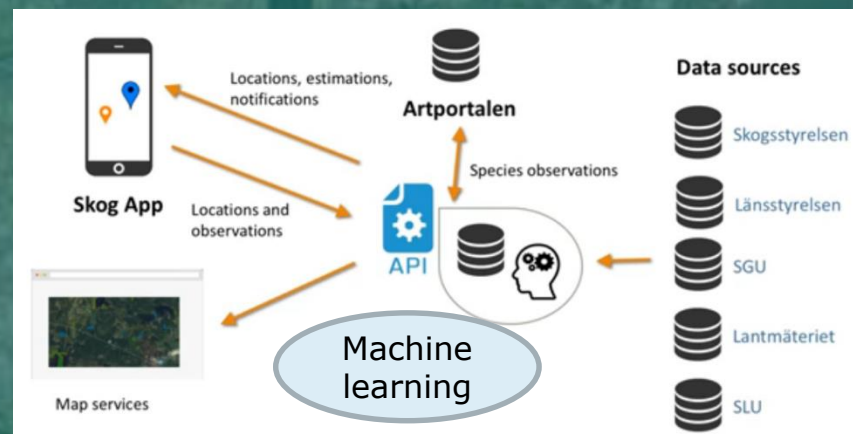 Locations, estimations,
notifications
Artportalen
Data sources
Skogsstyrelsen
Species observations
Skog App
Locations and
observations
Länsstyrelsen
API
SGU
Machine
learning
Lantmäteriet
Map services
SLU